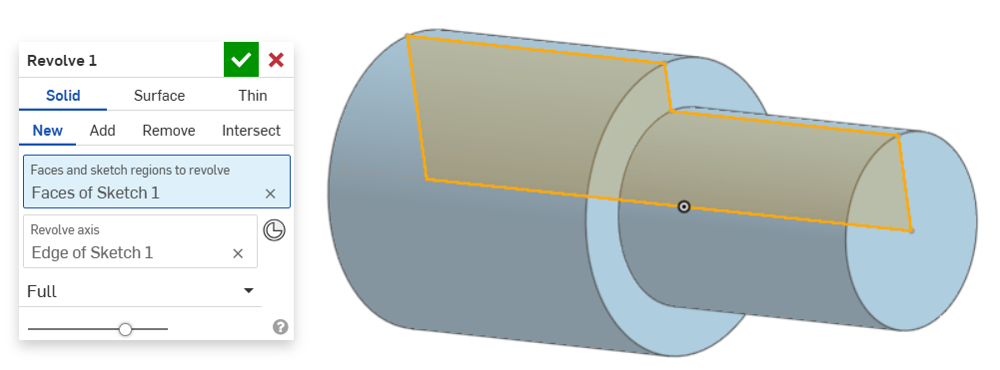 Revolve 1
Solid Surface Thin
New Add Remove Intersect
Faces and sketch regions to revolve
Faces of Sketch 1
Revolve axis
Edge of Sketch 1
Full
?